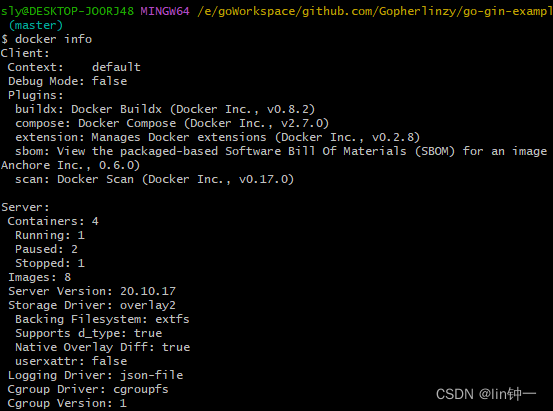 sly@DESKTOP-JOORJ48 MINGW64 /e/goWorkspace/github.com/Gopherlinzy/go-gin-exampl
(master)
$ docker info
Client:
Context:    default
Debug Mode: false
Plugins:
buildx: Docker Buildx (Docker Inc., v0.8.2)
compose: Docker Compose (Docker Inc., v2.7.0)
extension: Manages Docker extensions (Docker Inc., v0.2.8)
sbom: View the packaged-based Software Bill Of Materials (SBOM) for an image
Anchore Inc., 0.6.0)
scan: Docker Scan (Docker Inc., v0.17.0)
Server:
Containers: 4
Running: 1
Paused: 2
Stopped: 1
Images: 8
Server Version: 20.10.17
Storage Driver: overlay2
Backing Filesystem: extfs
Supports d_type: true
Native Overlay Diff: true
userxattr: false
Logging Driver: json-file
Cgroup Driver: cgroupfs
Cgroup Version: 1
CSDN @lin钟一